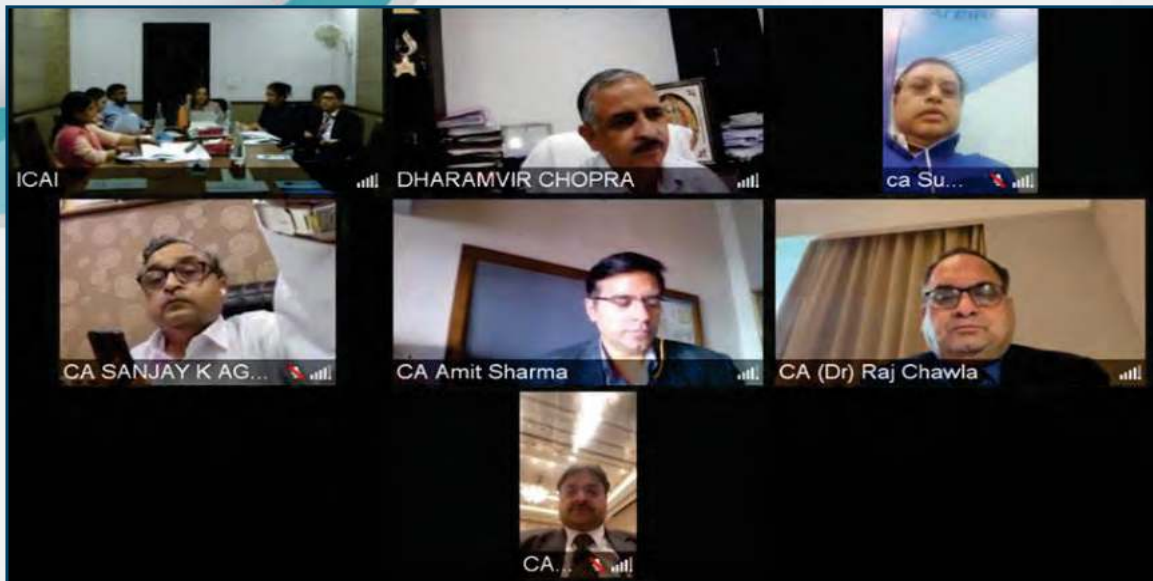 ICAI
DHARAMVIR CHOPRA
ca Su...
CA SANJAY K AG...
CA Amit Sharma
CA (Dr) Raj Chawla
CA...